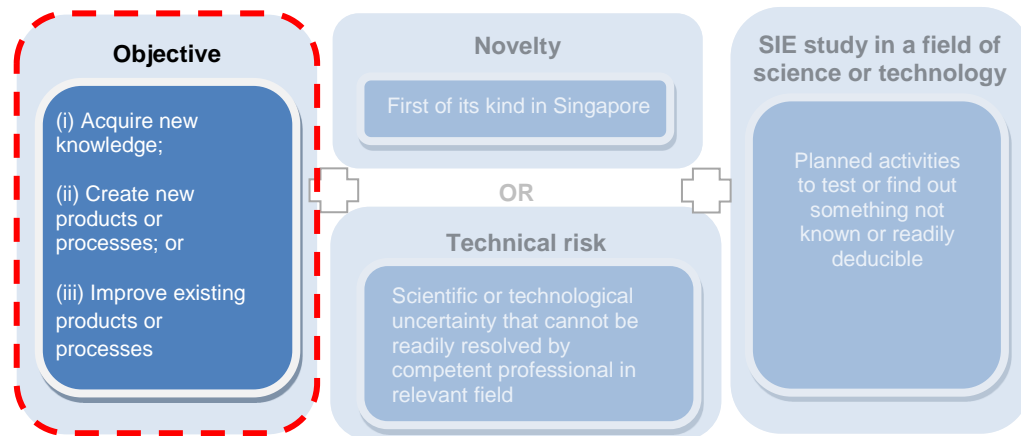 Objective
(i) Acquire new
knowledge;
(ii) Create new
products or
processes; or
(iii) Improve existing
products or
processes
Novelty
First of its kind in Singapore
OR
Technical risk
Scientific or technological
uncertainty that cannot be
readily resolved by
competent professional in
relevant field
SIE study in a field of
science or technology
Planned activities
to test or find out
something not
known or readily
deducible